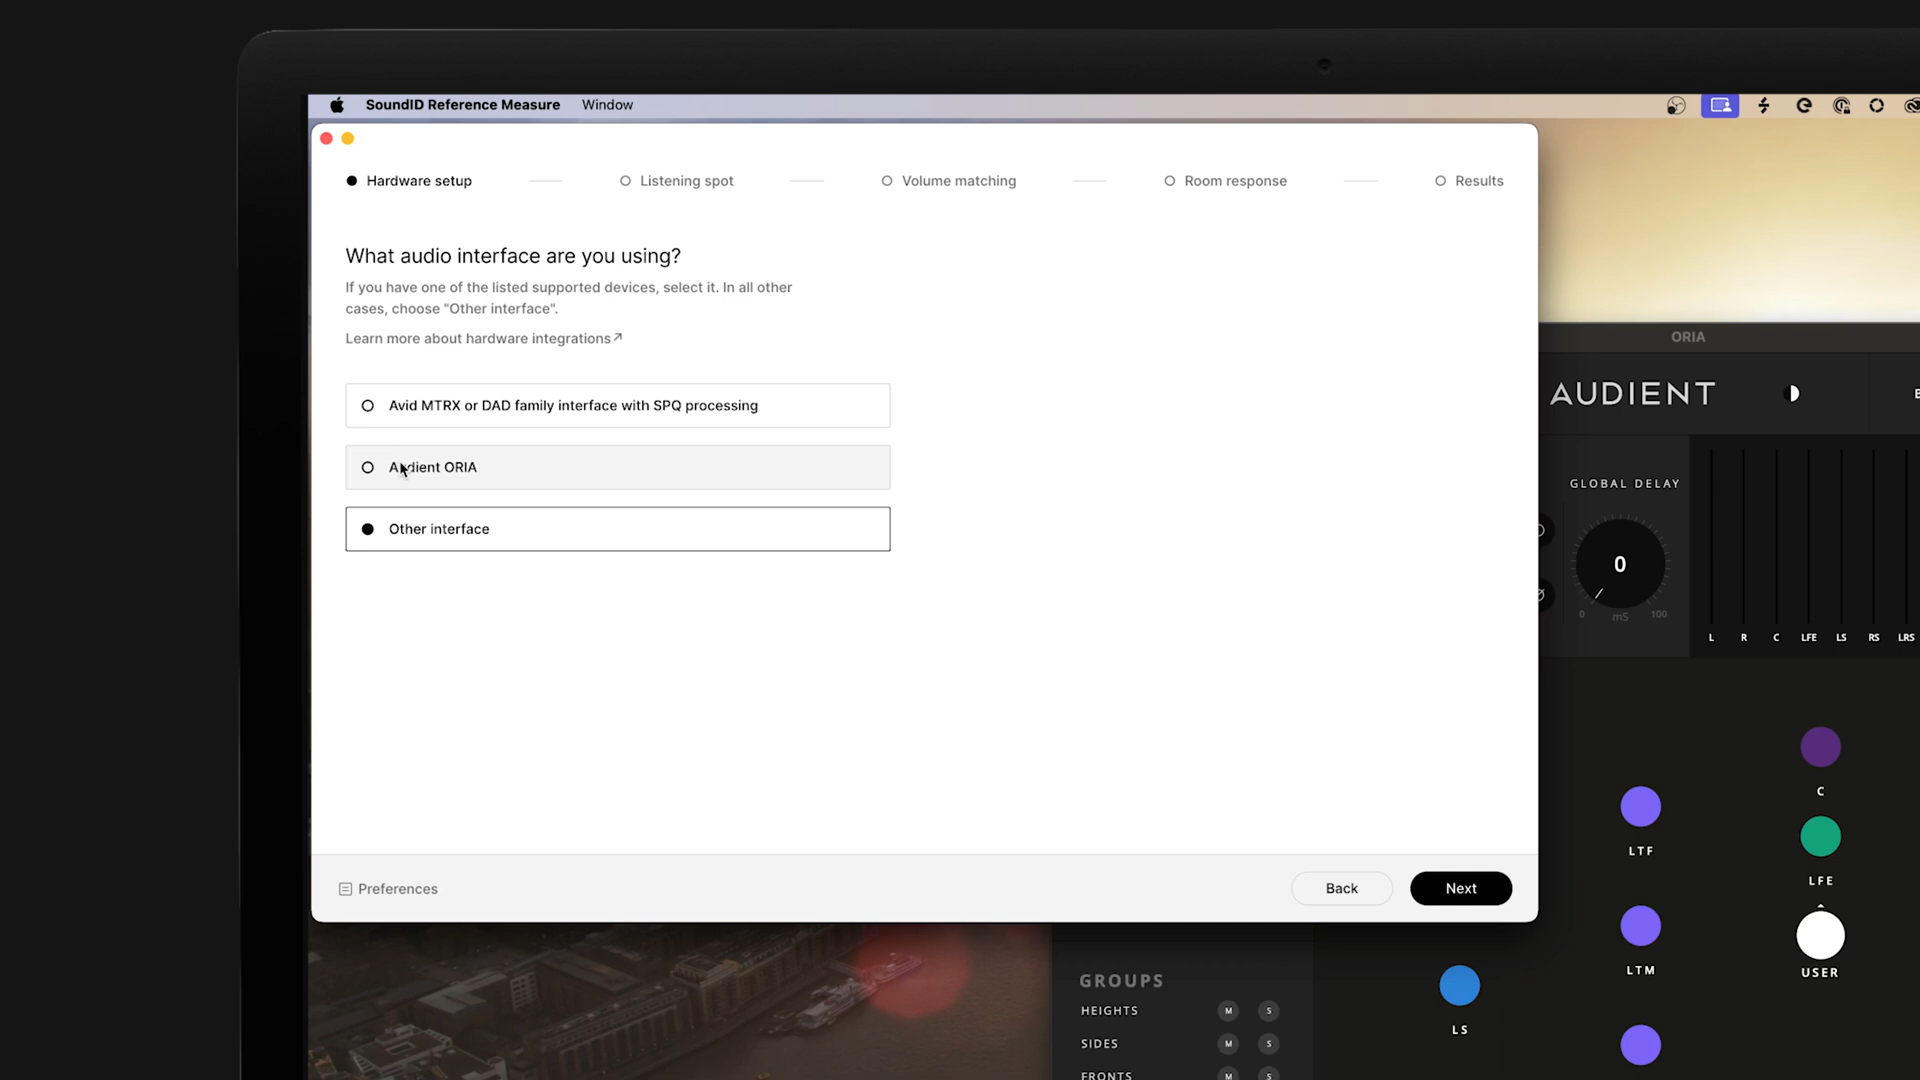 SoundID Reference Measure Window
Hardware setup
Listening spot
Volume matching
Room response
Results
What audio interface are you using?
If you have one of the listed supported devices, select it. In all other
cases, choose "Other interface".
Learn more about hardware integrations↗
Avid MTRX or DAD family interface with SPQ processing
Audient ORIA
Other interface
Preferences
Back
Next
ORIA
AUDIENT
GLOBAL DELAY
0
0 mS 100
L R C LFE LS RS LRS
C
LTF
LFE
LTM
USER
LS
GROUPS
HEIGHTS M S
SIDES M S
FRONTS M S